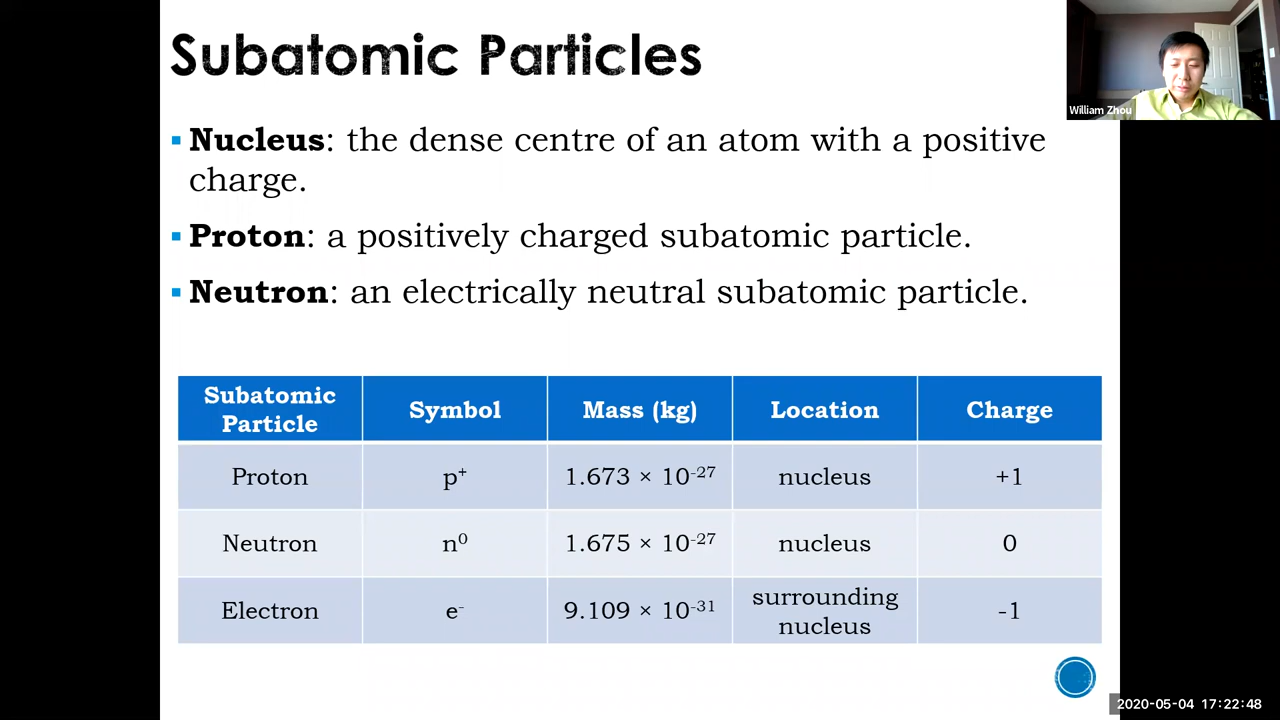 Subatomic Particles
William Zhou
▪ Nucleus: the dense centre of an atom with a positive
charge.
▪ Proton: a positively charged subatomic particle.
▪ Neutron: an electrically neutral subatomic particle.
Subatomic Particle | Symbol | Mass (kg) | Location | Charge
Proton | p⁺ | 1.673 × 10⁻²⁷ | nucleus | +1
Neutron | n⁰ | 1.675 × 10⁻²⁷ | nucleus | 0
Electron | e⁻ | 9.109 × 10⁻³¹ | surrounding nucleus | -1
2020-05-04 17:22:48